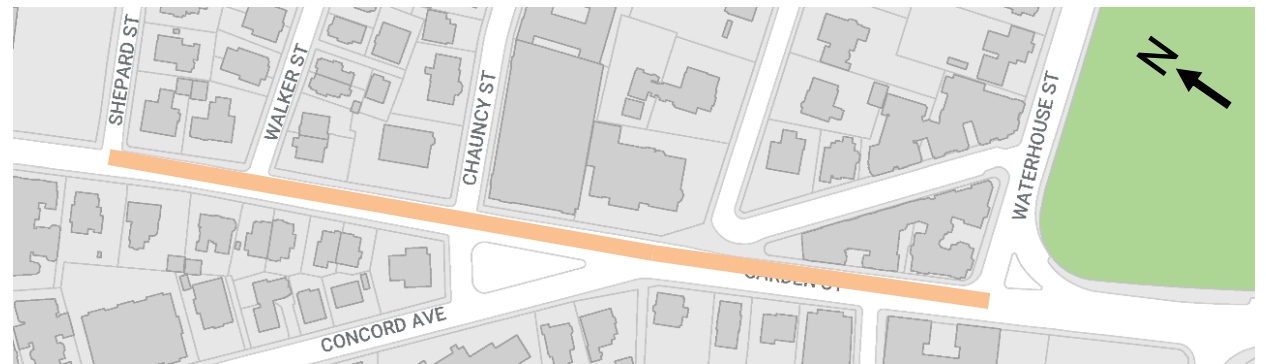 SHEPARD ST
WALKER ST
CHAUNCY ST
WATERHOUSE ST
N
GARDEN ST
CONCORD AVE